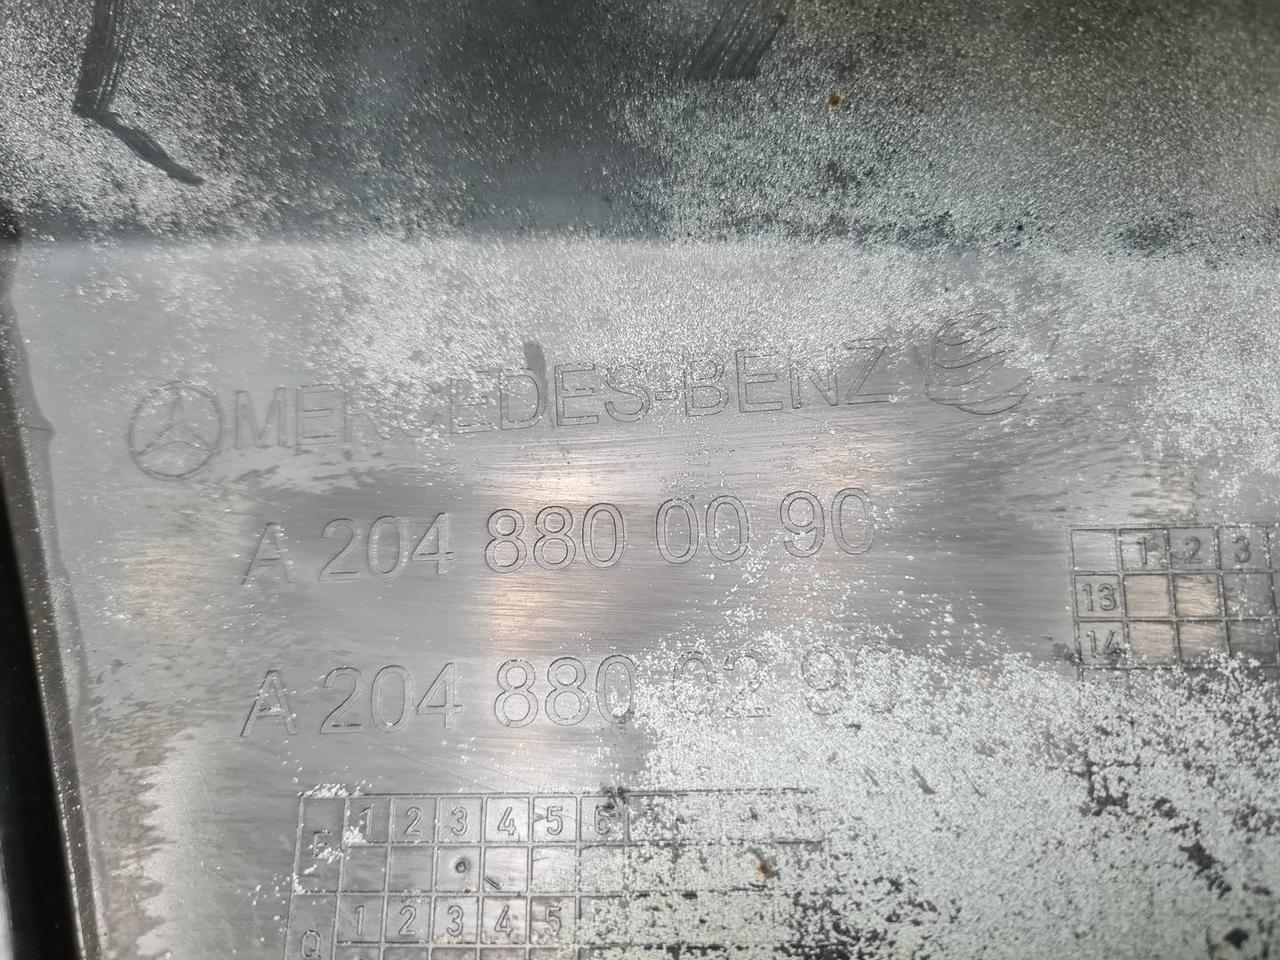 MERCEDES-BENZ
A 204 880 00 90
A 204 880 02 90
1 2 3
13
14
E 1 2 3 4 5 6
Q 1 2 3 4 5 6